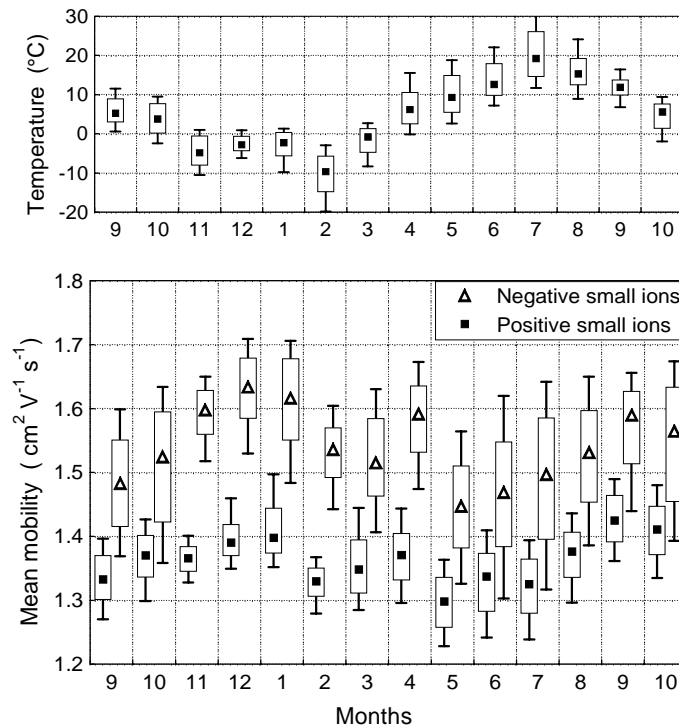 Temperature (°C)
30
20
10
0
-10
-20
9 10 11 12 1 2 3 4 5 6 7 8 9 10
Mean mobility ( cm² V⁻¹ s⁻¹)
1.8
1.7
1.6
1.5
1.4
1.3
1.2
Negative small ions
Positive small ions
9 10 11 12 1 2 3 4 5 6 7 8 9 10
Months